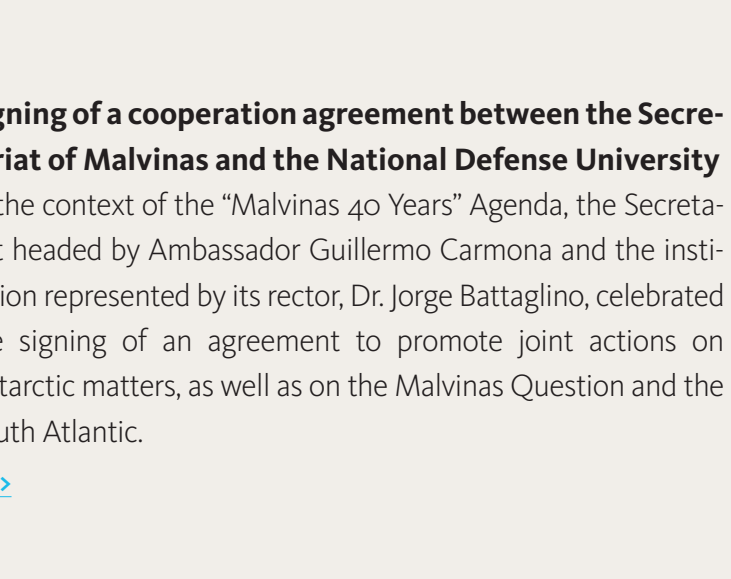 gning of a cooperation agreement between the Secre-
riat of Malvinas and the National Defense University
the context of the “Malvinas 40 Years” Agenda, the Secreta-
t headed by Ambassador Guillermo Carmona and the insti-
ion represented by its rector, Dr. Jorge Battaglino, celebrated
e signing of an agreement to promote joint actions on
tarctic matters, as well as on the Malvinas Question and the
uth Atlantic.
>